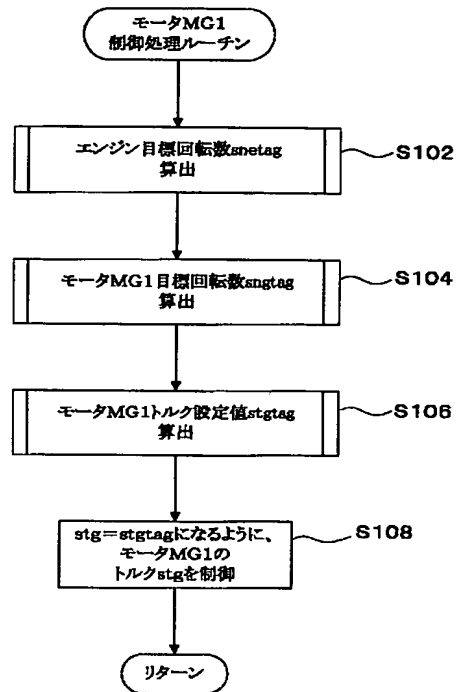 モータMG1
制御処理ルーチン
エンジン目標回転数snetag
算出
S102
モータMG1目標回転数sngtag
算出
S104
モータMG1トルク設定値stgtag
算出
S106
stg=stgtagになるように、
モータMG1の
トルクstgを制御
S108
リターン